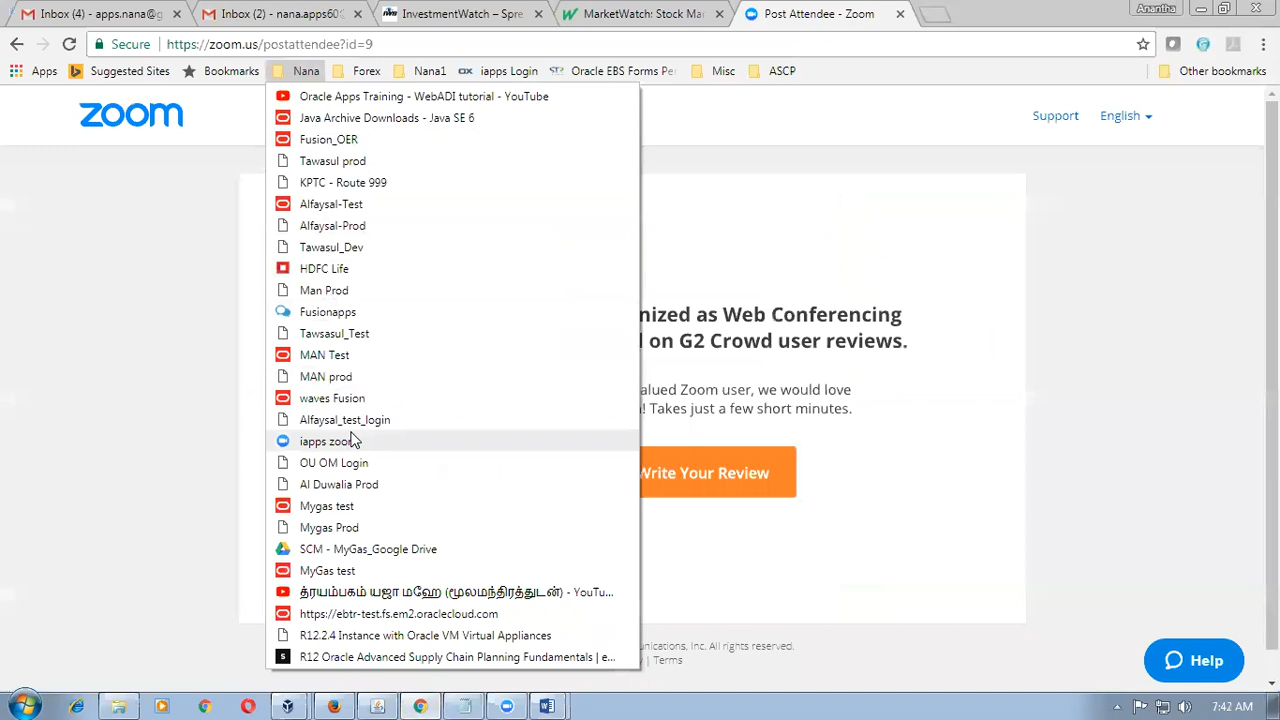 Inbox (4) - apps.nana@g
Inbox (2) - nana.apps60
InvestmentWatch – Spre
MarketWatch: Stock Mar
Post Attendee - Zoom
Anantha
Secure
https://zoom.us/postattendee?id=9
Apps
Suggested Sites
Bookmarks
Nana
Forex
Nana1
iapps Login
Oracle EBS Forms Per
Misc
ASCP
Other bookmarks
zoom
Support
English
Oracle Apps Training - WebADI tutorial - YouTube
Java Archive Downloads - Java SE 6
Fusion_OER
Tawasul prod
KPTC - Route 999
Alfaysal-Test
Alfaysal-Prod
Tawasul_Dev
HDFC Life
Man Prod
Fusionapps
Tawsasul_Test
MAN Test
MAN prod
waves Fusion
Alfaysal_test_login
iapps zoom
OU OM Login
Al Duwalia Prod
Mygas test
Mygas Prod
SCM - MyGas_Google Drive
MyGas test
த்ரயம்பகம் யஜா மஹே (மூலமந்திரத்துடன்) - YouTu...
https://ebtr-test.fs.em2.oraclecloud.com
R12.2.4 Instance with Oracle VM Virtual Appliances
R12 Oracle Advanced Supply Chain Planning Fundamentals | e...
nized as Web Conferencing
l on G2 Crowd user reviews.
alued Zoom user, we would love
! Takes just a few short minutes.
Write Your Review
unications, Inc. All rights reserved.
| Terms
Help
7:42 AM